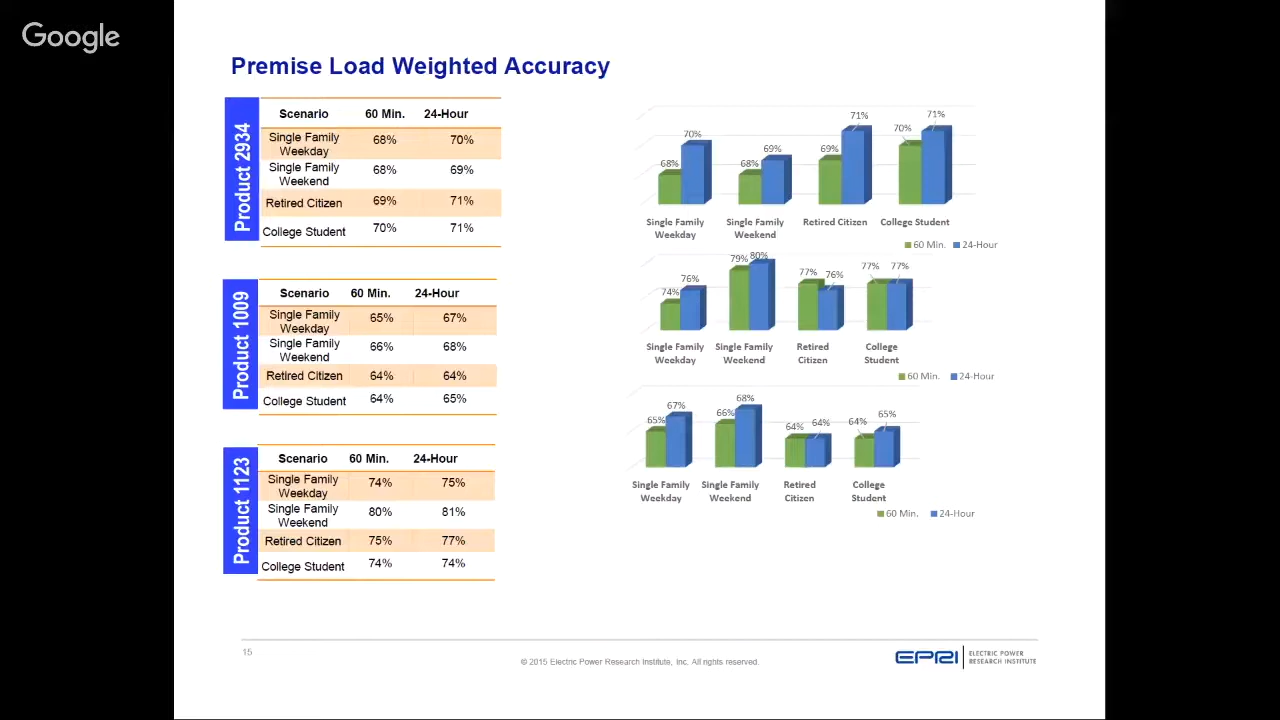 Google
Premise Load Weighted Accuracy
Product 2934
Scenario 60 Min. 24-Hour
Single Family Weekday 68% 70%
Single Family Weekend 68% 69%
Retired Citizen 69% 71%
College Student 70% 71%
Product 1009
Scenario 60 Min. 24-Hour
Single Family Weekday 65% 67%
Single Family Weekend 66% 68%
Retired Citizen 64% 64%
College Student 64% 65%
Product 1123
Scenario 60 Min. 24-Hour
Single Family Weekday 74% 75%
Single Family Weekend 80% 81%
Retired Citizen 75% 77%
College Student 74% 74%
68% 70% 68% 69% 69% 71% 70% 71%
Single Family Weekday Single Family Weekend Retired Citizen College Student
60 Min. 24-Hour
74% 76% 79% 80% 77% 76% 77% 77%
Single Family Weekday Single Family Weekend Retired Citizen College Student
60 Min. 24-Hour
65% 67% 66% 68% 64% 64% 64% 65%
Single Family Weekday Single Family Weekend Retired Citizen College Student
60 Min. 24-Hour
15
© 2015 Electric Power Research Institute, Inc. All rights reserved.
EPRI
ELECTRIC POWER
RESEARCH INSTITUTE